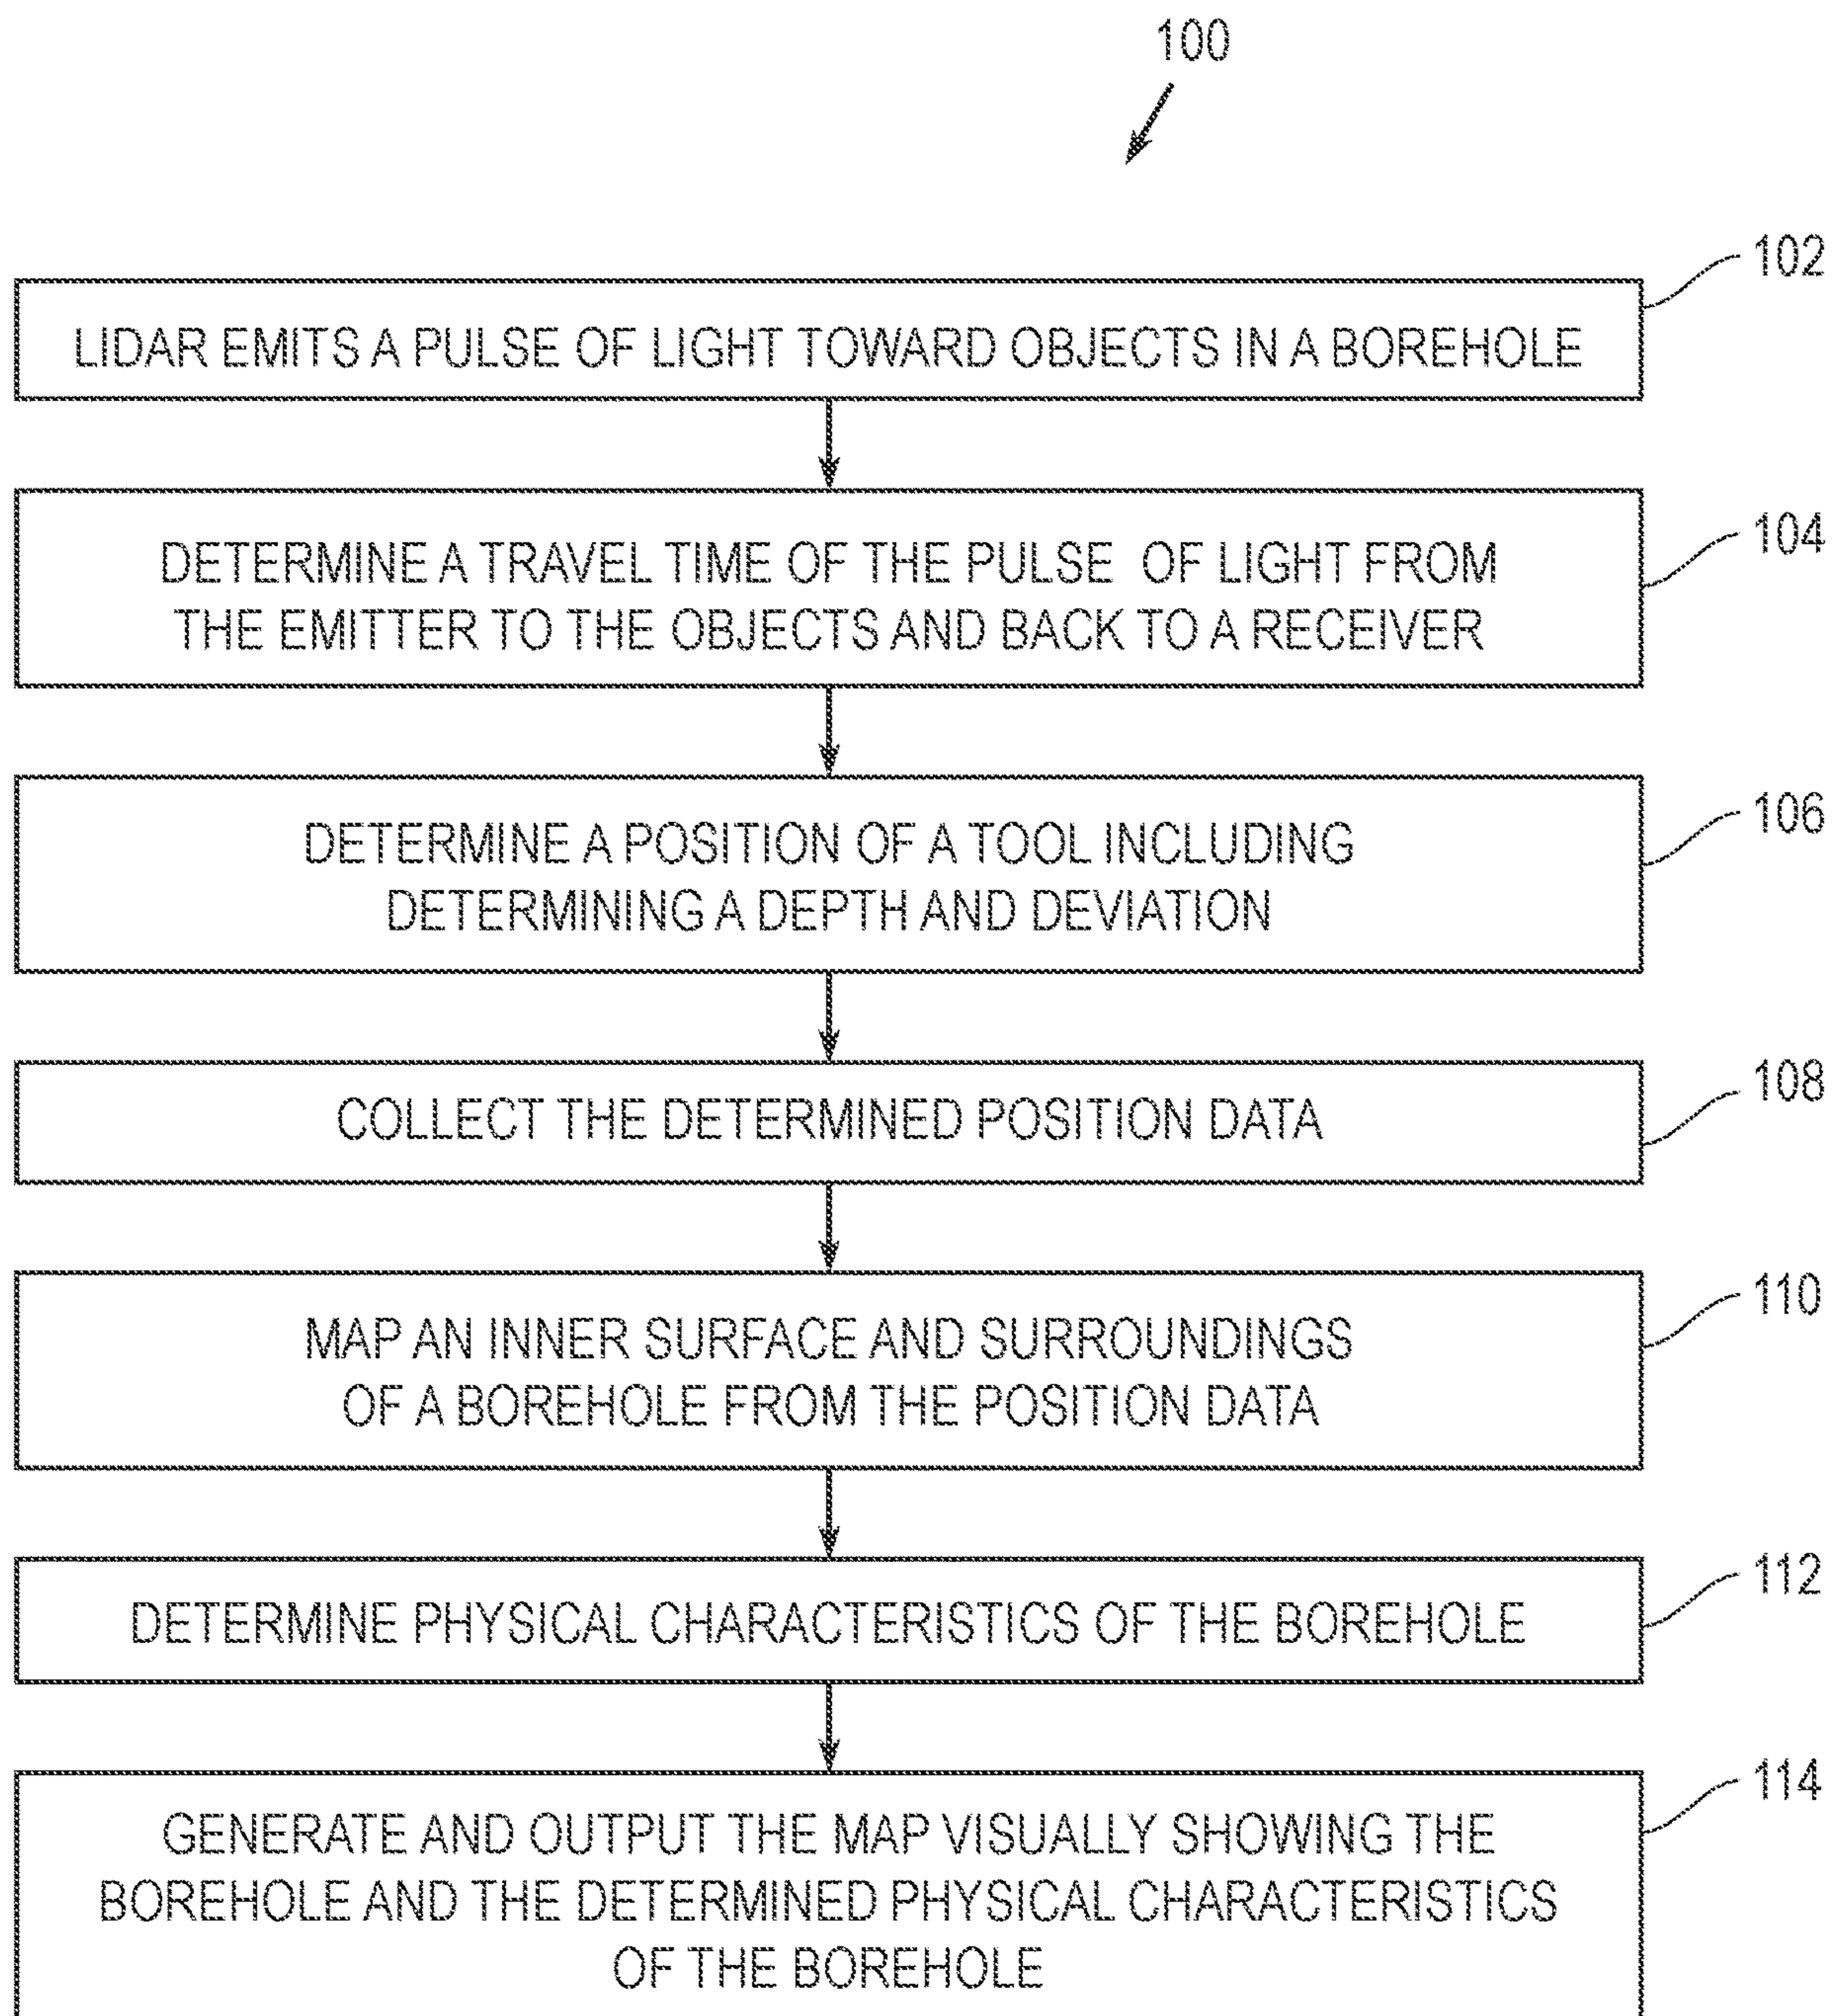 100
102
LIDAR EMITS A PULSE OF LIGHT TOWARD OBJECTS IN A BOREHOLE
104
DETERMINE A TRAVEL TIME OF THE PULSE OF LIGHT FROM
THE EMITTER TO THE OBJECTS AND BACK TO A RECEIVER
106
DETERMINE A POSITION OF A TOOL INCLUDING
DETERMINING A DEPTH AND DEVIATION
108
COLLECT THE DETERMINED POSITION DATA
110
MAP AN INNER SURFACE AND SURROUNDINGS
OF A BOREHOLE FROM THE POSITION DATA
112
DETERMINE PHYSICAL CHARACTERISTICS OF THE BOREHOLE
114
GENERATE AND OUTPUT THE MAP VISUALLY SHOWING THE
BOREHOLE AND THE DETERMINED PHYSICAL CHARACTERISTICS
OF THE BOREHOLE